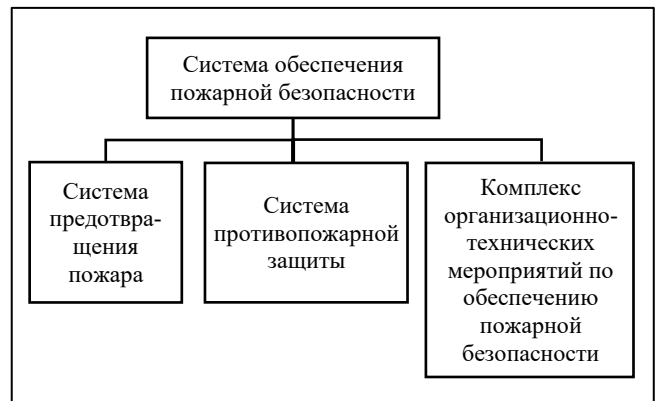 Система обеспечения
пожарной безопасности
Система
предотвра-
щения
пожара
Система
противопожарной
защиты
Комплекс
организационно-
технических
мероприятий по
обеспечению
пожарной
безопасности